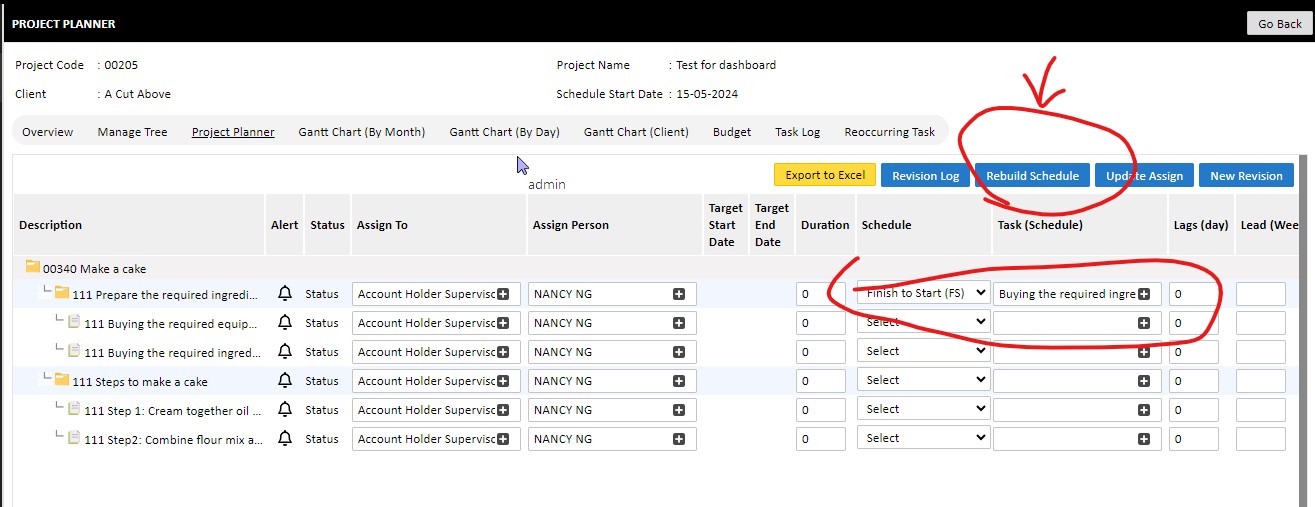 PROJECT PLANNER
Go Back
Project Code : 00205
Project Name : Test for dashboard
Client : A Cut Above
Schedule Start Date : 15-05-2024
Overview Manage Tree Project Planner Gantt Chart (By Month) Gantt Chart (By Day) Gantt Chart (Client) Budget Task Log Reoccurring Task
Export to Excel Revision Log Rebuild Schedule Update Assign New Revision
admin
Description Alert Status Assign To Assign Person Target Start Date Target End Date Duration Schedule Task (Schedule) Lags (day) Lead (Wee
00340 Make a cake
111 Prepare the required ingredi... Status Account Holder Supervisc NANCY NG 0 Finish to Start (FS) Buying the required ingre 0
111 Buying the required equip... Status Account Holder Supervisc NANCY NG 0 Select 0
111 Buying the required ingred... Status Account Holder Supervisc NANCY NG 0 Select 0
111 Steps to make a cake Status Account Holder Supervisc NANCY NG 0 Select 0
111 Step 1: Cream together oil ... Status Account Holder Supervisc NANCY NG 0 Select 0
111 Step2: Combine flour mix a... Status Account Holder Supervisc NANCY NG 0 Select 0